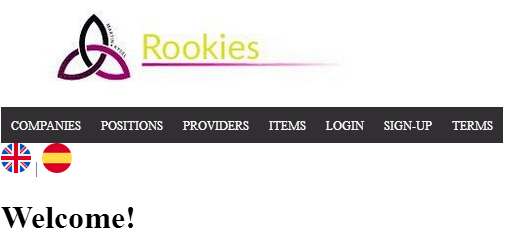 Rookies
COMPANIES POSITIONS PROVIDERS ITEMS LOGIN SIGN-UP TERMS
|
Welcome!